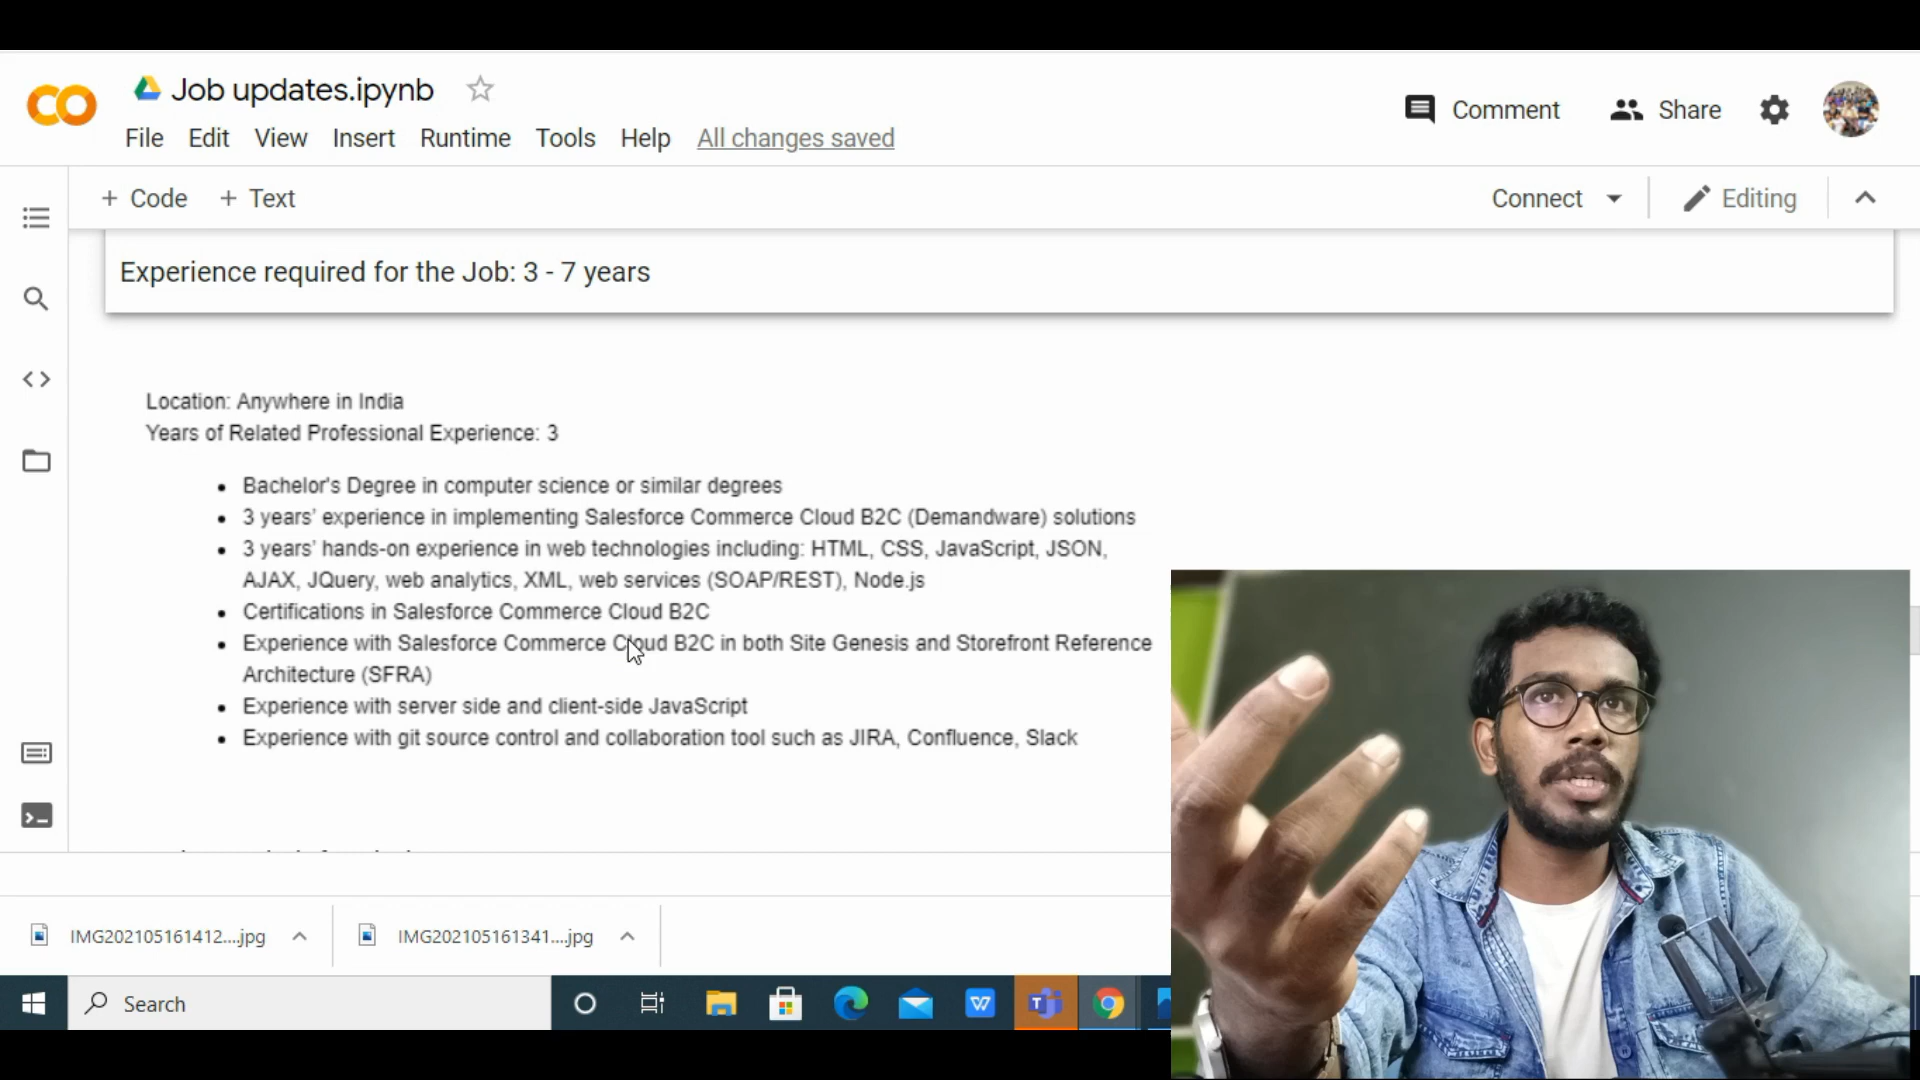 Job updates.ipynb
Comment
Share
File Edit View Insert Runtime Tools Help All changes saved
+ Code + Text
Connect
Editing
Experience required for the Job: 3 - 7 years
Location: Anywhere in India
Years of Related Professional Experience: 3
• Bachelor's Degree in computer science or similar degrees
• 3 years’ experience in implementing Salesforce Commerce Cloud B2C (Demandware) solutions
• 3 years’ hands-on experience in web technologies including: HTML, CSS, JavaScript, JSON,
AJAX, JQuery, web analytics, XML, web services (SOAP/REST), Node.js
• Certifications in Salesforce Commerce Cloud B2C
• Experience with Salesforce Commerce Cloud B2C in both Site Genesis and Storefront Reference
Architecture (SFRA)
• Experience with server side and client-side JavaScript
• Experience with git source control and collaboration tool such as JIRA, Confluence, Slack
IMG202105161412....jpg
IMG202105161341....jpg
Search